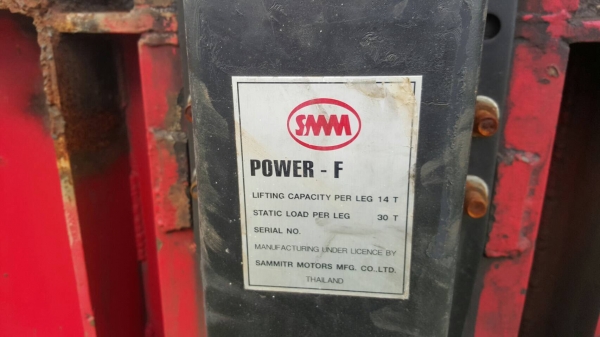 SMM
POWER - F
LIFTING CAPACITY PER LEG 14 T
STATIC LOAD PER LEG 30 T
SERIAL NO.
MANUFACTURING UNDER LICENCE BY
SAMMITR MOTORS MFG. CO.,LTD.
THAILAND